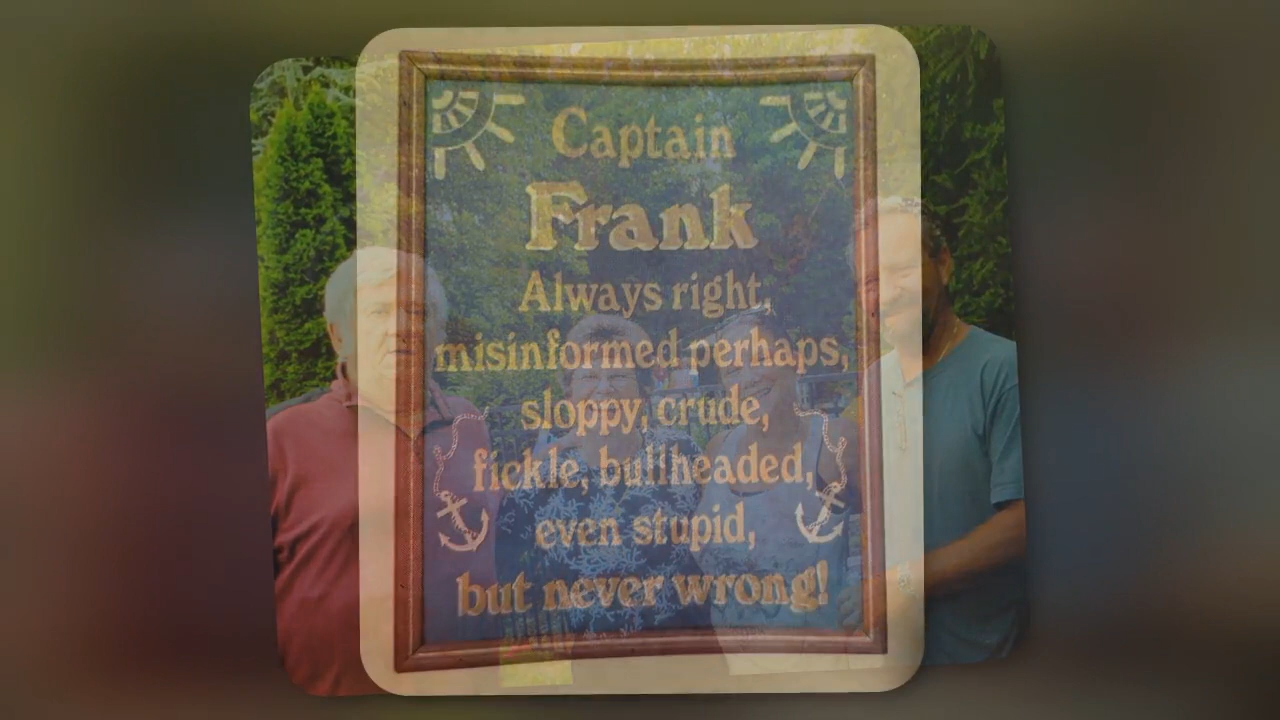 Captain
Frank
Always right,
misinformed perhaps,
sloppy, crude,
fickle, bullheaded,
even stupid,
but never wrong!